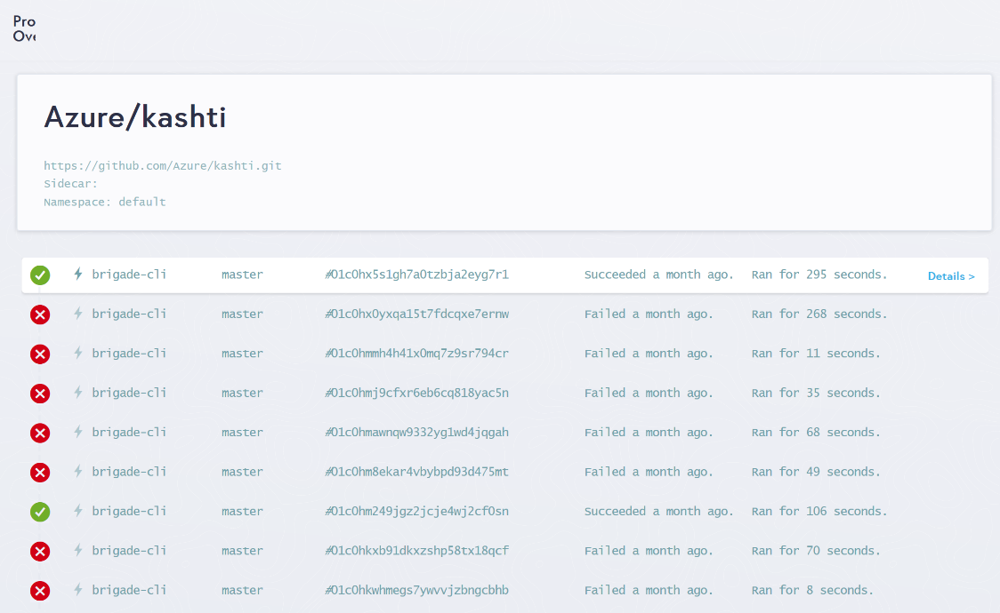 Pro
Ove
Azure/kashti
https://github.com/Azure/kashti.git
Sidecar:
Namespace: default
brigade-cli master #01c0hx5s1gh7a0tzbja2eyg7r1 Succeeded a month ago. Ran for 295 seconds. Details >
brigade-cli master #01c0hx0yxqa15t7fdcqxe7ernw Failed a month ago. Ran for 268 seconds.
brigade-cli master #01c0hmmh4h41x0mq7z9sr794cr Failed a month ago. Ran for 11 seconds.
brigade-cli master #01c0hmj9cfxr6eb6cq818yac5n Failed a month ago. Ran for 35 seconds.
brigade-cli master #01c0hmawnqw9332yg1wd4jqgah Failed a month ago. Ran for 68 seconds.
brigade-cli master #01c0hm8ekar4vbybpd93d475mt Failed a month ago. Ran for 49 seconds.
brigade-cli master #01c0hm249jgz2jcje4wj2cf0sn Succeeded a month ago. Ran for 106 seconds.
brigade-cli master #01c0hkxb91dkxzshp58tx18qcf Failed a month ago. Ran for 70 seconds.
brigade-cli master #01c0hkwhmegs7ywvvjzbngcbhb Failed a month ago. Ran for 8 seconds.